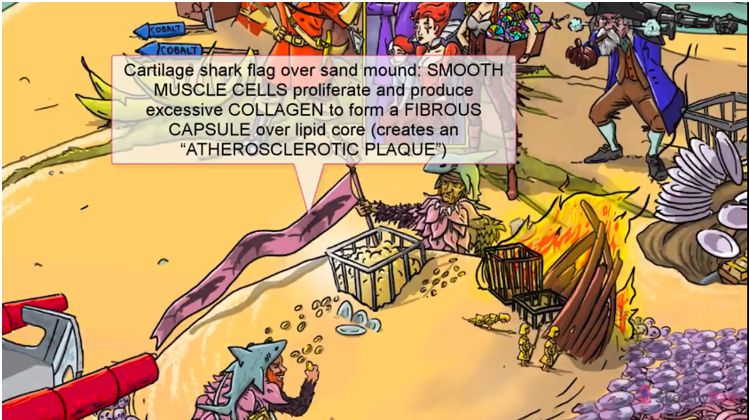 COBALT
COBALT
Cartilage shark flag over sand mound: SMOOTH
MUSCLE CELLS proliferate and produce
excessive COLLAGEN to form a FIBROUS
CAPSULE over lipid core (creates an
“ATHEROSCLEROTIC PLAQUE”)